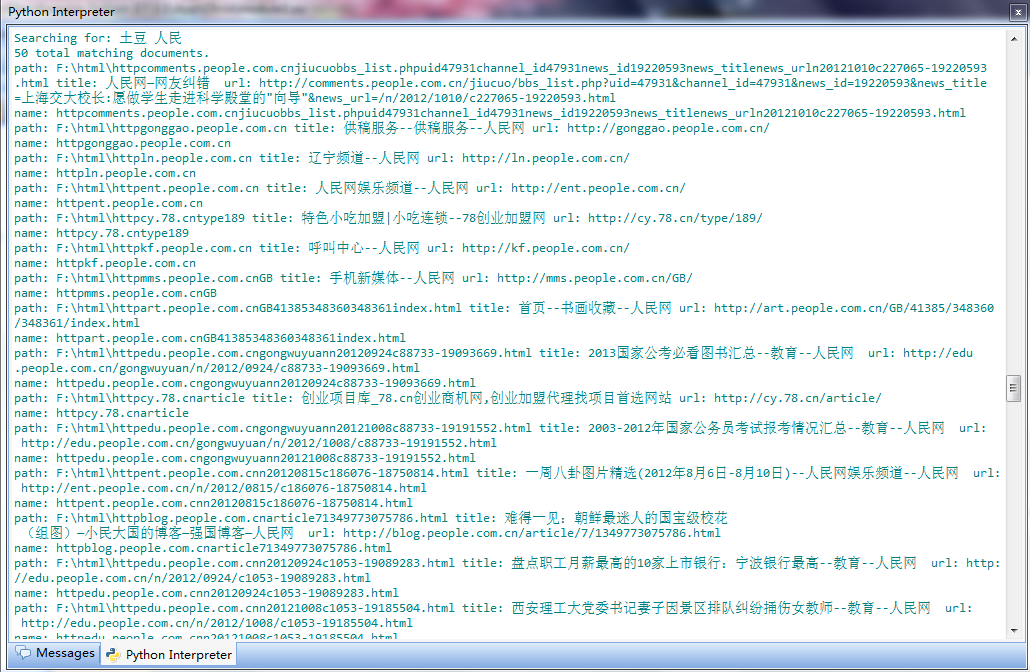 Python Interpreter
Searching for: 土豆 人民
50 total matching documents.
path: F:\html\httpcomments.people.com.cnjiucuobbs_list.phpuid47931channel_id47931news_id19220593news_titlenews_urln20121010c227065-19220593
.html title: 人民网—网友纠错  url: http://comments.people.com.cn/jiucuo/bbs_list.php?uid=47931&channel_id=47931&news_id=19220593&news_title
=上海交大校长:愿做学生走进科学殿堂的"向导"&news_url=/n/2012/1010/c227065-19220593.html
name: httpcomments.people.com.cnjiucuobbs_list.phpuid47931channel_id47931news_id19220593news_titlenews_urln20121010c227065-19220593.html
path: F:\html\httpgonggao.people.com.cn title: 供稿服务--供稿服务--人民网 url: http://gonggao.people.com.cn/
name: httpgonggao.people.com.cn
path: F:\html\httpln.people.com.cn title: 辽宁频道--人民网 url: http://ln.people.com.cn/
name: httpln.people.com.cn
path: F:\html\httpent.people.com.cn title: 人民网娱乐频道--人民网 url: http://ent.people.com.cn/
name: httpent.people.com.cn
path: F:\html\httpcy.78.cntype189 title: 特色小吃加盟|小吃连锁--78创业加盟网 url: http://cy.78.cn/type/189/
name: httpcy.78.cntype189
path: F:\html\httpkf.people.com.cn title: 呼叫中心--人民网 url: http://kf.people.com.cn/
name: httpkf.people.com.cn
path: F:\html\httpmms.people.com.cnGB title: 手机新媒体--人民网 url: http://mms.people.com.cn/GB/
name: httpmms.people.com.cnGB
path: F:\html\httpart.people.com.cnGB41385348360348361index.html title: 首页--书画收藏--人民网 url: http://art.people.com.cn/GB/41385/348360
/348361/index.html
name: httpart.people.com.cnGB41385348360348361index.html
path: F:\html\httpedu.people.com.cngongwuyuann20120924c88733-19093669.html title: 2013国家公考必看图书汇总--教育--人民网  url: http://edu
.people.com.cn/gongwuyuan/n/2012/0924/c88733-19093669.html
name: httpedu.people.com.cngongwuyuann20120924c88733-19093669.html
path: F:\html\httpcy.78.cnarticle title: 创业项目库_78.cn创业商机网,创业加盟代理找项目首选网站 url: http://cy.78.cn/article/
name: httpcy.78.cnarticle
path: F:\html\httpedu.people.com.cngongwuyuann20121008c88733-19191552.html title: 2003-2012年国家公务员考试报考情况汇总--教育--人民网  url:
http://edu.people.com.cn/gongwuyuan/n/2012/1008/c88733-19191552.html
name: httpedu.people.com.cngongwuyuann20121008c88733-19191552.html
path: F:\html\httpent.people.com.cnn20120815c186076-18750814.html title: 一周八卦图片精选(2012年8月6日-8月10日)--人民网娱乐频道--人民网  url:
http://ent.people.com.cn/n/2012/0815/c186076-18750814.html
name: httpent.people.com.cnn20120815c186076-18750814.html
path: F:\html\httpblog.people.com.cnarticle71349773075786.html title: 难得一见：朝鲜最迷人的国宝级校花
（组图）—小民大国的博客—强国博客—人民网  url: http://blog.people.com.cn/article/7/1349773075786.html
name: httpblog.people.com.cnarticle71349773075786.html
path: F:\html\httpedu.people.com.cnn20120924c1053-19089283.html title: 盘点职工月薪最高的10家上市银行：宁波银行最高--教育--人民网  url: http:
//edu.people.com.cn/n/2012/0924/c1053-19089283.html
name: httpedu.people.com.cnn20120924c1053-19089283.html
path: F:\html\httpedu.people.com.cnn20121008c1053-19185504.html title: 西安理工大党委书记妻子因景区排队纠纷捅伤女教师--教育--人民网  url:
http://edu.people.com.cn/n/2012/1008/c1053-19185504.html
name: httpedu.people.com.cnn20121008c1053-19185504.html
Messages
Python Interpreter